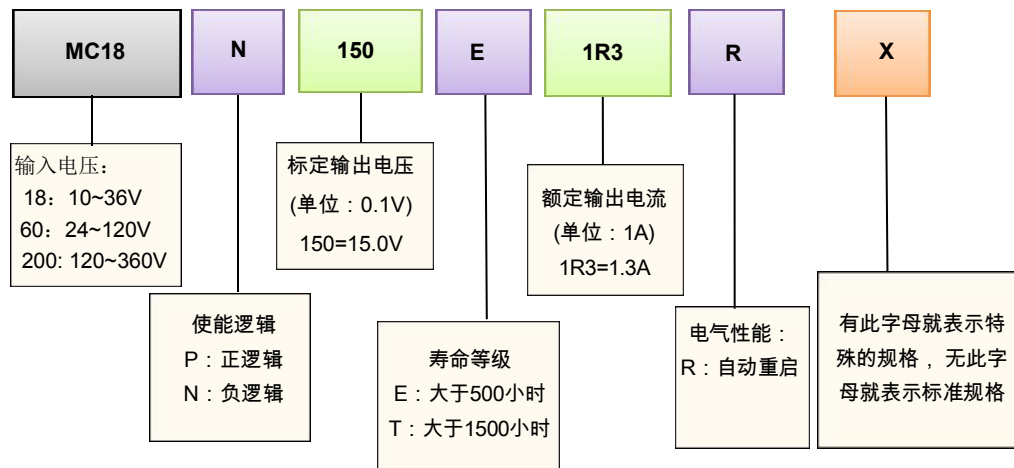 MC18
N
150
E
1R3
R
X
输入电压：
18：10~36V
60：24~120V
200: 120~360V
使能逻辑
P：正逻辑
N：负逻辑
标定输出电压
(单位：0.1V)
150=15.0V
寿命等级
E：大于500小时
T：大于1500小时
额定输出电流
(单位：1A)
1R3=1.3A
电气性能：
R：自动重启
有此字母就表示特
殊的规格，无此字
母就表示标准规格